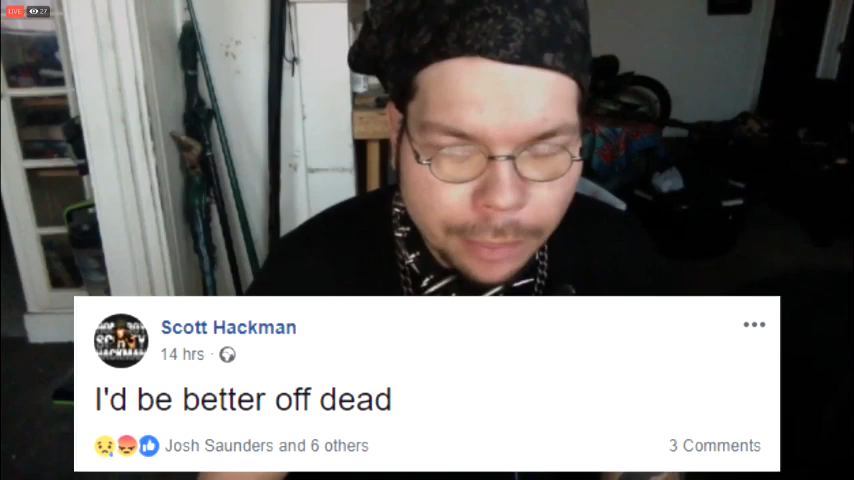 LIVE 27
Scott Hackman
14 hrs ·
I'd be better off dead
Josh Saunders and 6 others
3 Comments